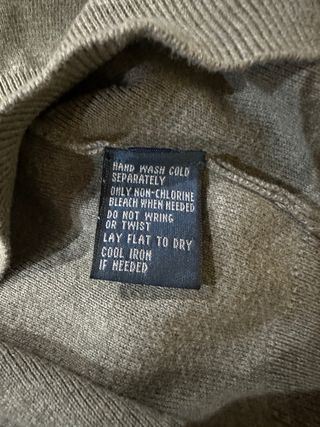 HAND WASH COLD
SEPARATELY
ONLY NON-CHLORINE
BLEACH WHEN NEEDED
DO NOT WRING
OR TWIST
LAY FLAT TO DRY
COOL IRON
IF NEEDED